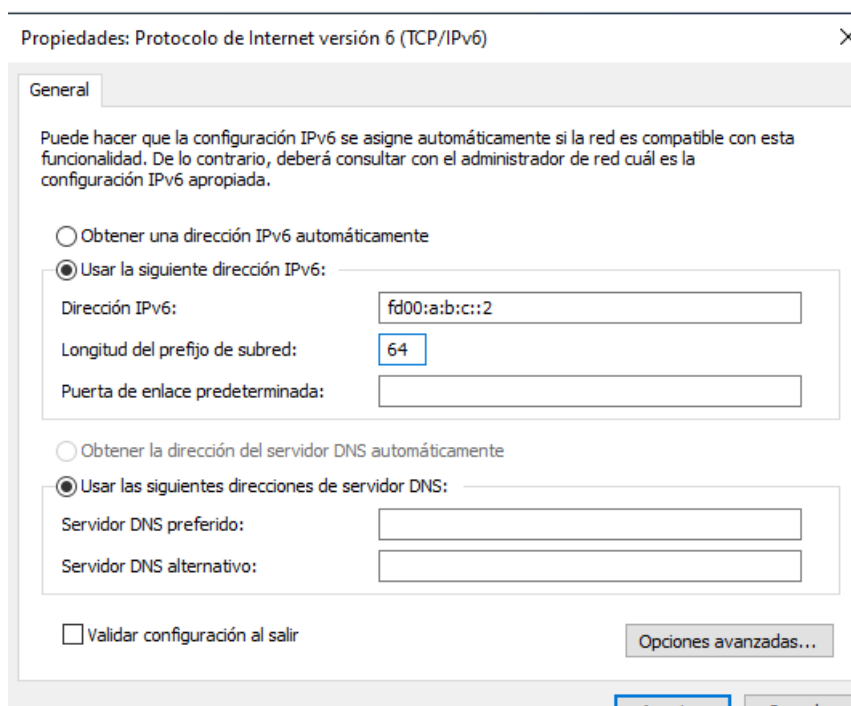 Propiedades: Protocolo de Internet versión 6 (TCP/IPv6)
General
Puede hacer que la configuración IPv6 se asigne automáticamente si la red es compatible con esta
funcionalidad. De lo contrario, deberá consultar con el administrador de red cuál es la
configuración IPv6 apropiada.
Obtener una dirección IPv6 automáticamente
Usar la siguiente dirección IPv6:
Dirección IPv6: fd00:a:b:c::2
Longitud del prefijo de subred: 64
Puerta de enlace predeterminada:
Obtener la dirección del servidor DNS automáticamente
Usar las siguientes direcciones de servidor DNS:
Servidor DNS preferido:
Servidor DNS alternativo:
Validar configuración al salir
Opciones avanzadas...